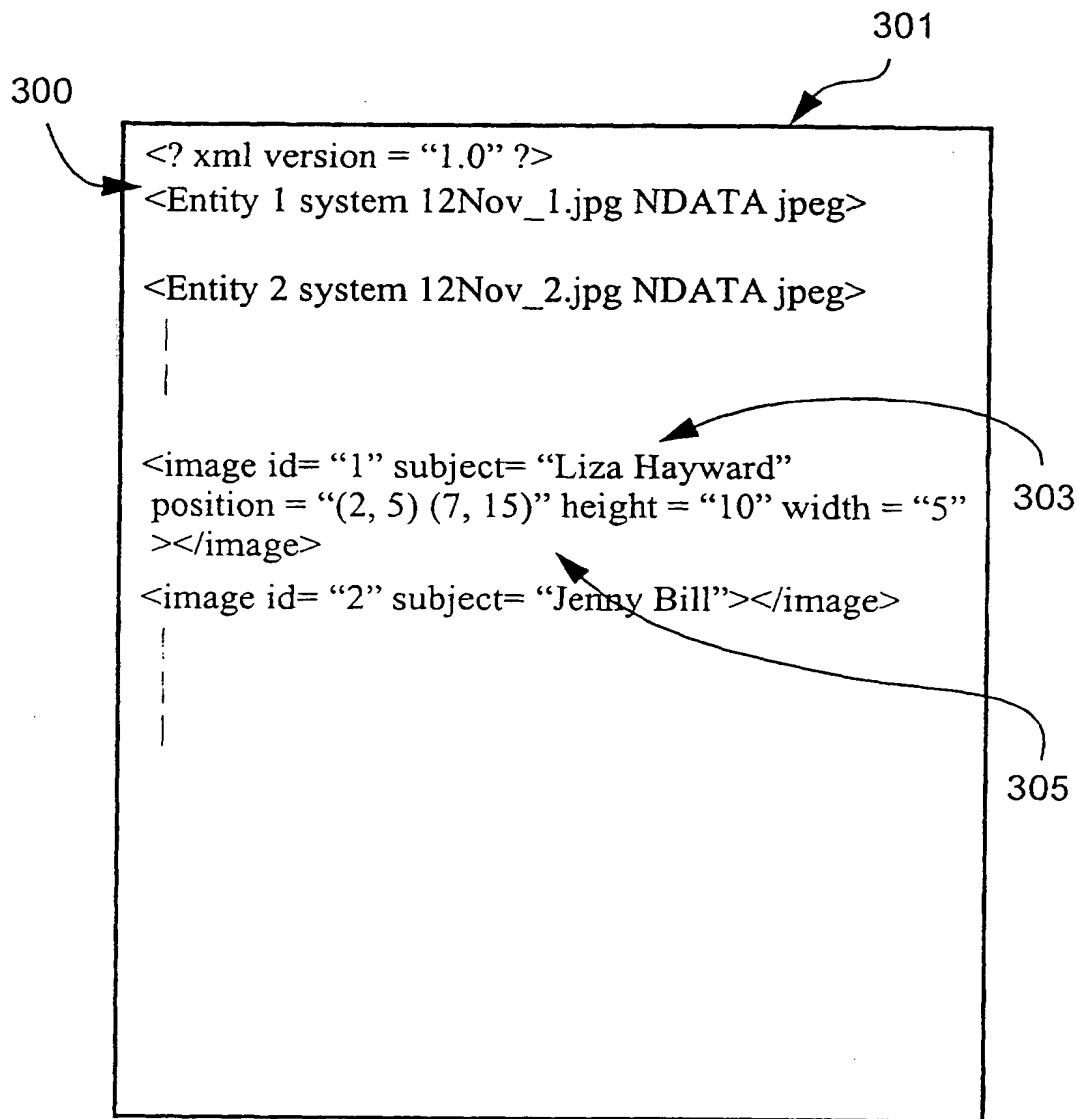 301
300
<? xml version = “1.0” ?>
<Entity 1 system 12Nov_1.jpg NDATA jpeg>
<Entity 2 system 12Nov_2.jpg NDATA jpeg>
<image id= “1” subject= “Liza Hayward”
position = “(2, 5) (7, 15)” height = “10” width = “5”
></image>
303
<image id= “2” subject= “Jenny Bill”></image>
305